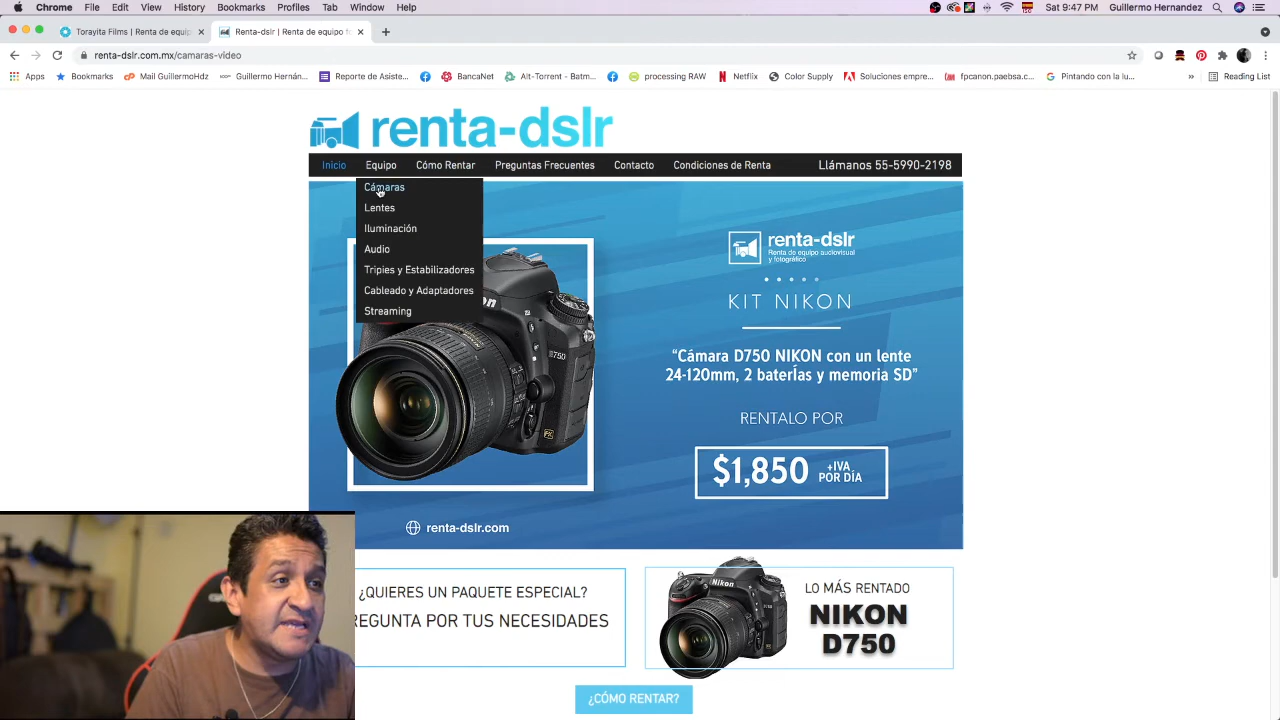 Chrome File Edit View History Bookmarks Profiles Tab Window Help Sat 9:47 PM Guillermo Hernandez
Torayita Films | Renta de equip Renta-dslr | Renta de equipo fo
renta-dslr.com.mx/camaras-video
Apps Bookmarks Mail GuillermoHdz Guillermo Hernán... Reporte de Asiste... BancaNet Alt-Torrent - Batm... processing RAW Netflix Color Supply Soluciones empre... fpcanon.paebsa.c... Pintando con la lu... » Reading List
renta-dslr
Inicio Equipo Cómo Rentar Preguntas Frecuentes Contacto Condiciones de Renta Llámanos 55-5990-2198
Cámaras
Lentes
Iluminación
Audio
Tripies y Estabilizadores
Cableado y Adaptadores
Streaming
D750
FX
renta-dslr
Renta de equipo audiovisual
y fotográfico
KIT NIKON
“Cámara D750 NIKON con un lente
24-120mm, 2 baterías y memoria SD”
RENTALO POR
$1,850 +IVA
POR DÍA
renta-dslr.com
¿QUIERES UN PAQUETE ESPECIAL?
REGUNTA POR TUS NECESIDADES
Nikon
LO MÁS RENTADO
NIKON
D750
¿CÓMO RENTAR?